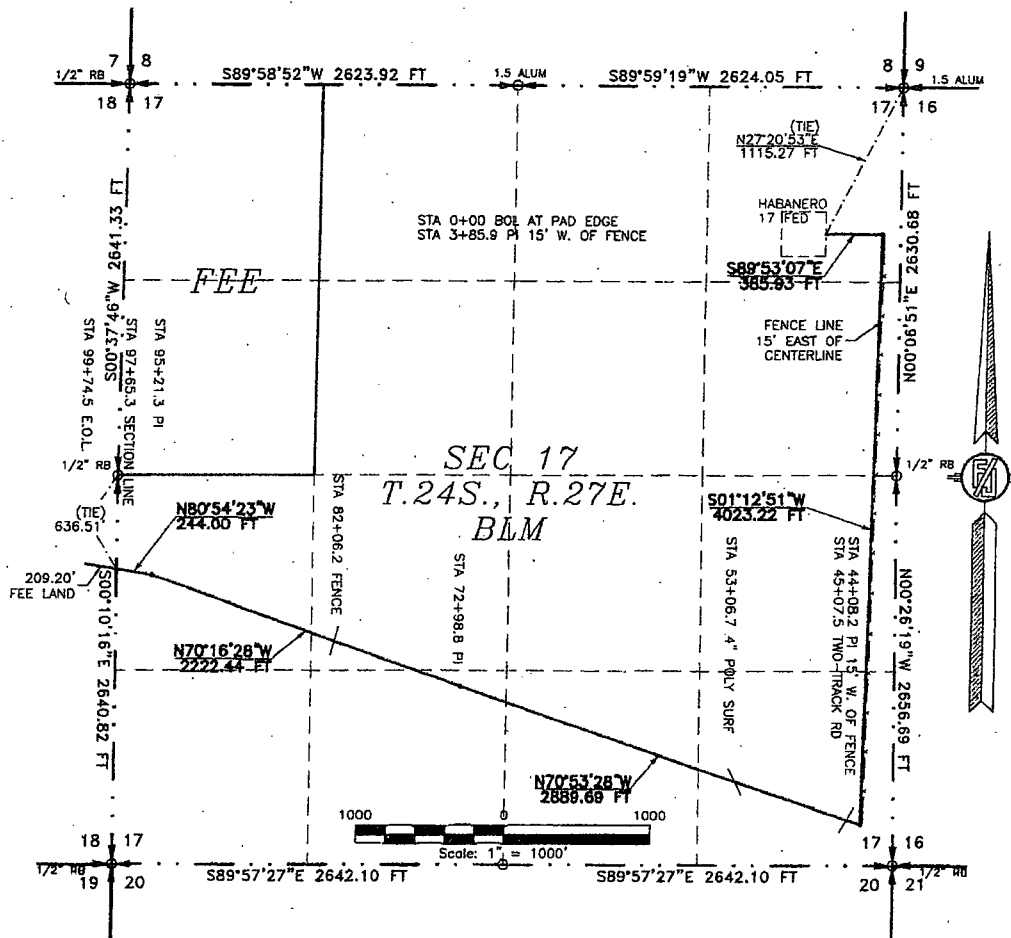 7 8
1/2" RB
S89°58'52"W 2623.92 FT
1.5 ALUM
S89°59'19"W 2624.05 FT
8 9
1.5 ALUM
18 17
17 16
(TIE)
N27°20'53"E
1115.27 FT
S00°37'46"W 2641.33 FT
STA 0+00 BOL AT PAD EDGE
STA 3+85.9 PI 15' W. OF FENCE
HABANERO
17 FED
N00°06'51"E 2630.68 FT
FEE
S89°53'07"E
385.93 FT
FENCE LINE
15' EAST OF
CENTERLINE
STA 99+74.5 E.O.L.
STA 97+65.3 SECTION LINE
STA 95+21.3 PI
1/2" RB
SEC 17
T.24S., R.27E.
BLM
1/2" RB
(TIE)
636.51'
N80°54'23"W
244.00 FT
STA 82+06.2 FENCE
S01°12'51"W
4023.22 FT
209.20'
FEE LAND
S00°10'16"E 2640.82 FT
N70°16'28"W
2222.44 FT
STA 72+98.8 PI
STA 53+06.7 4" POLY SURF
STA 44+08.2 PI 15' W. OF FENCE
STA 45+07.5 TWO-TRACK RD
N00°26'19"W 2656.69 FT
N70°53'28"W
2889.69 FT
1000 0 1000
Scale: 1" = 1000'
18 17
17 16
1/2"
19 20
S89°57'27"E 2642.10 FT
S89°57'27"E 2642.10 FT
20 21
1/2"